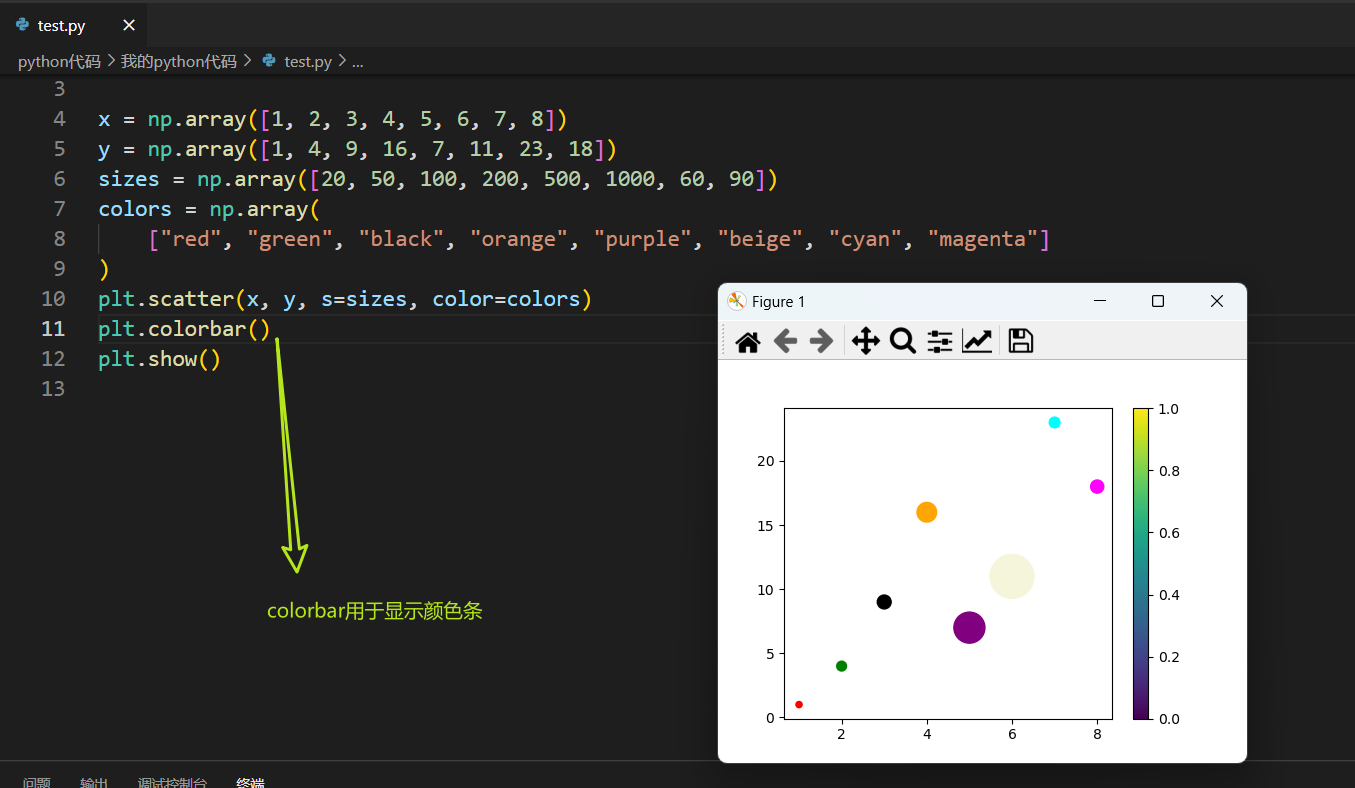 test.py
python代码 > 我的python代码 > test.py > ...
3
4 x = np.array([1, 2, 3, 4, 5, 6, 7, 8])
5 y = np.array([1, 4, 9, 16, 7, 11, 23, 18])
6 sizes = np.array([20, 50, 100, 200, 500, 1000, 60, 90])
7 colors = np.array(
8     ["red", "green", "black", "orange", "purple", "beige", "cyan", "magenta"]
9 )
10 plt.scatter(x, y, s=sizes, color=colors)
11 plt.colorbar()
12 plt.show()
13
colorbar用于显示颜色条
Figure 1
20
15
10
5
0
2 4 6 8
1.0
0.8
0.6
0.4
0.2
0.0
问题 输出 调试控制台 终端